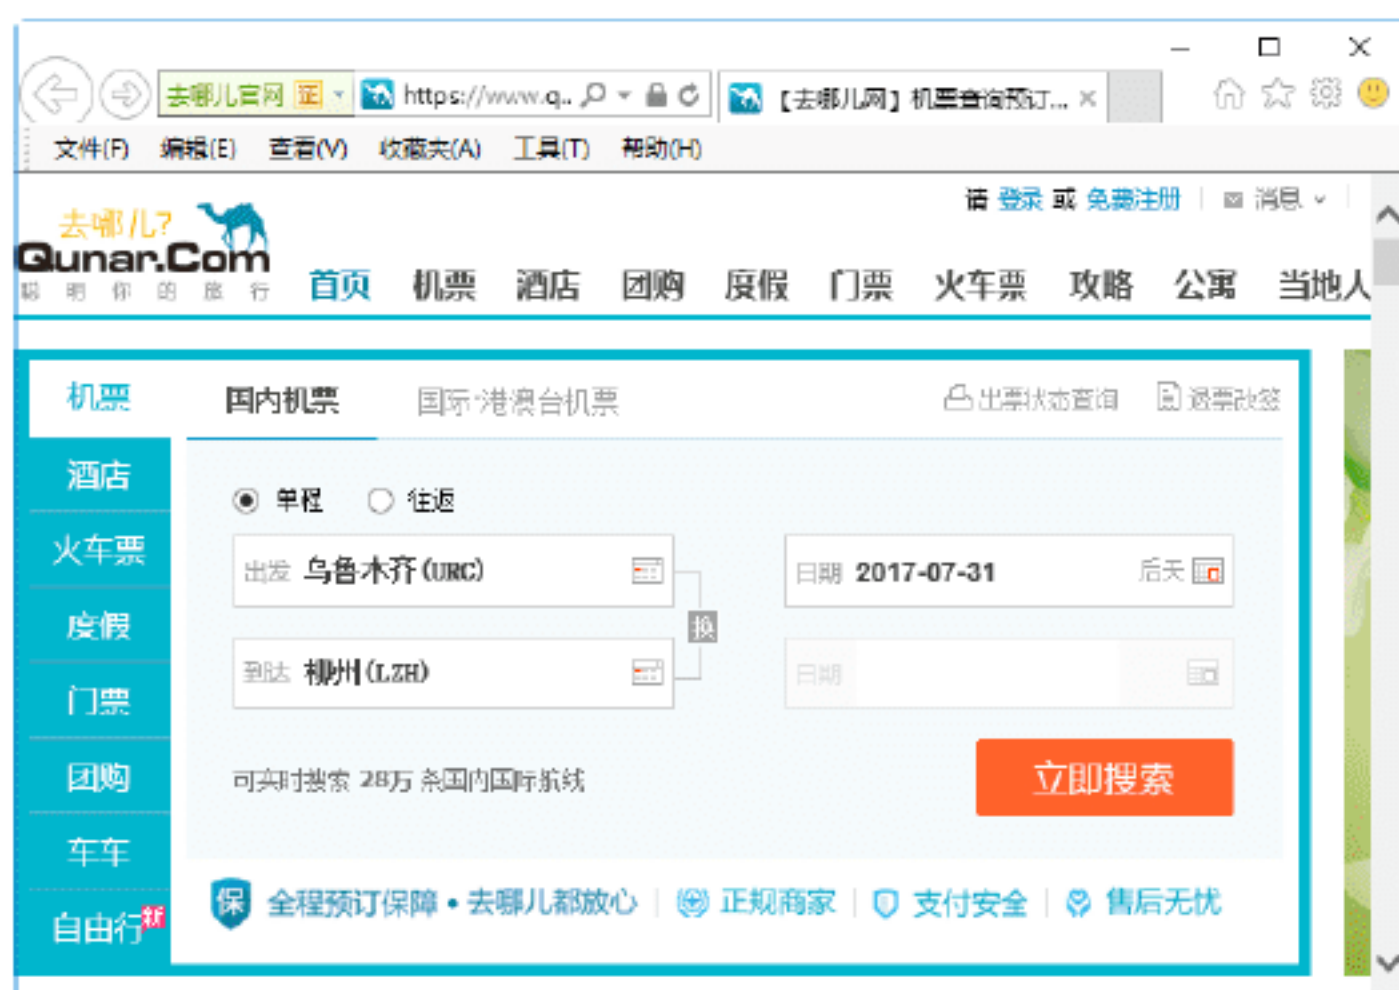 去哪儿官网 证 https://www.q.. 【去哪儿网】机票查询预订...
文件(F) 编辑(E) 查看(V) 收藏夹(A) 工具(T) 帮助(H)
请 登录 或 免费注册 消息
去哪儿?
Qunar.Com
聪明你的旅行
首页 机票 酒店 团购 度假 门票 火车票 攻略 公寓 当地人
机票 国内机票 国际·港澳台机票 出票状态查询 退票改签
酒店
单程 往返
火车票
出发 乌鲁木齐(URC) 日期 2017-07-31 后天
度假
换
门票
到达 柳州(LZH) 日期
团购
可实时搜索 28万 条国内国际航线 立即搜索
车车
保 全程预订保障·去哪儿都放心 正规商家 支付安全 售后无忧
自由行 新